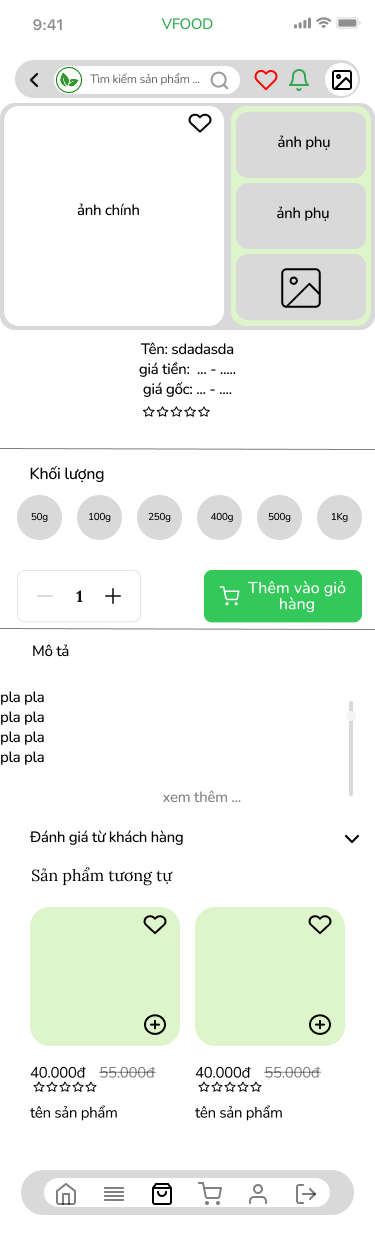 9:41
VFOOD
Tìm kiếm sản phẩm ...
ảnh chính
ảnh phụ
ảnh phụ
Tên: sdadasda
giá tiền: ... - .....
giá gốc: ... - ....
Khối lượng
50g 100g 250g 400g 500g 1Kg
1
Thêm vào giỏ
hàng
Mô tả
pla pla
pla pla
pla pla
pla pla
xem thêm ...
Đánh giá từ khách hàng
Sản phẩm tương tự
40.000đ 55.000đ
tên sản phẩm
40.000đ 55.000đ
tên sản phẩm